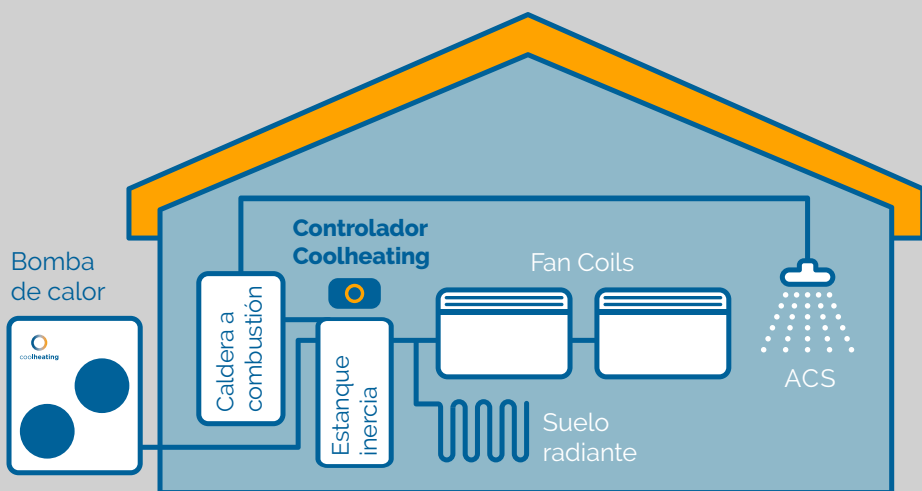 Controlador
Coolheating
Bomba
de calor
Fan Coils
coolheating
Caldera a
combustión
Estanque
inercia
ACS
Suelo
radiante